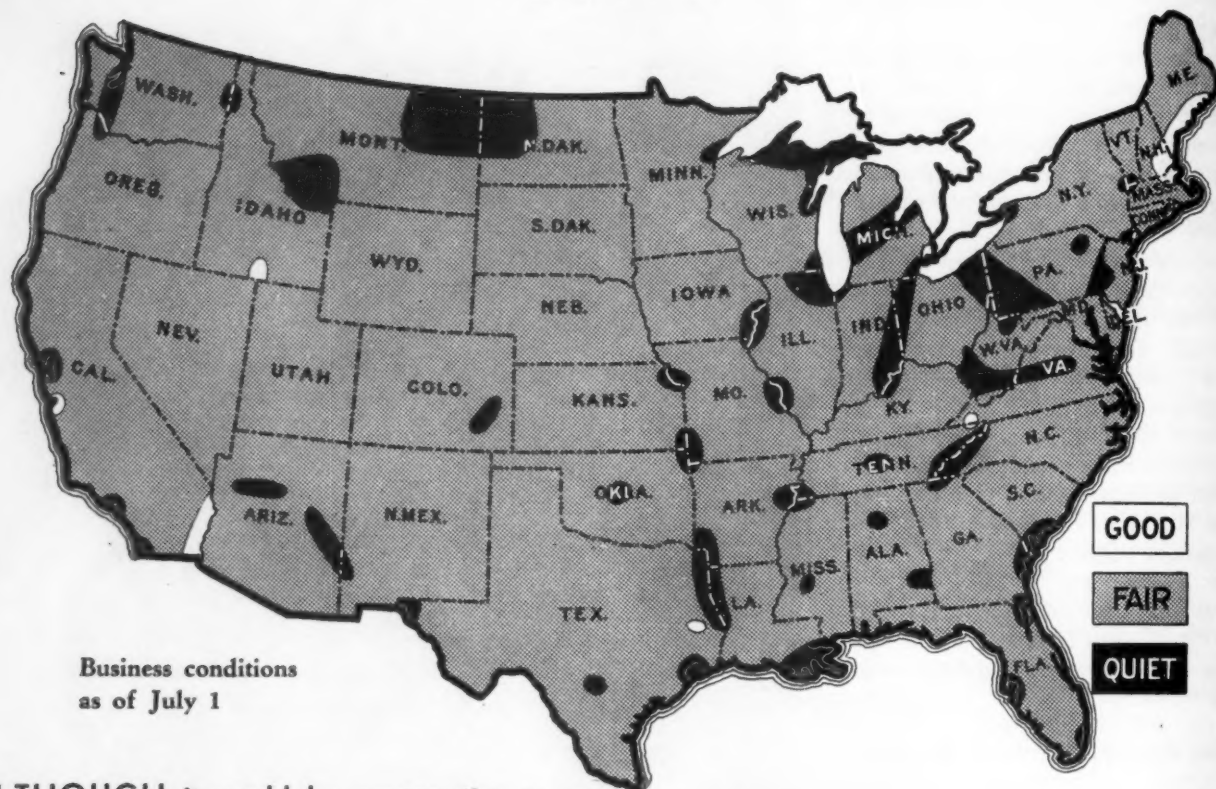 WASH.
MONT.
N.DAK.
MINN.
ME.
VT.
N.H.
OREG.
IDAHO
S.DAK.
WIS.
MICH.
N.Y.
MASS.
CONN.
WYO.
IOWA
PA.
N.J.
NEV.
NEB.
ILL.
IND.
OHIO
MD.
DEL.
CAL.
UTAH
COLO.
KANS.
MO.
W.VA.
VA.
KY.
ARIZ.
N.MEX.
OKLA.
ARK.
TENN.
N.C.
S.C.
TEX.
LA.
MISS.
ALA.
GA.
FLA.
GOOD
FAIR
QUIET
Business conditions
as of July 1